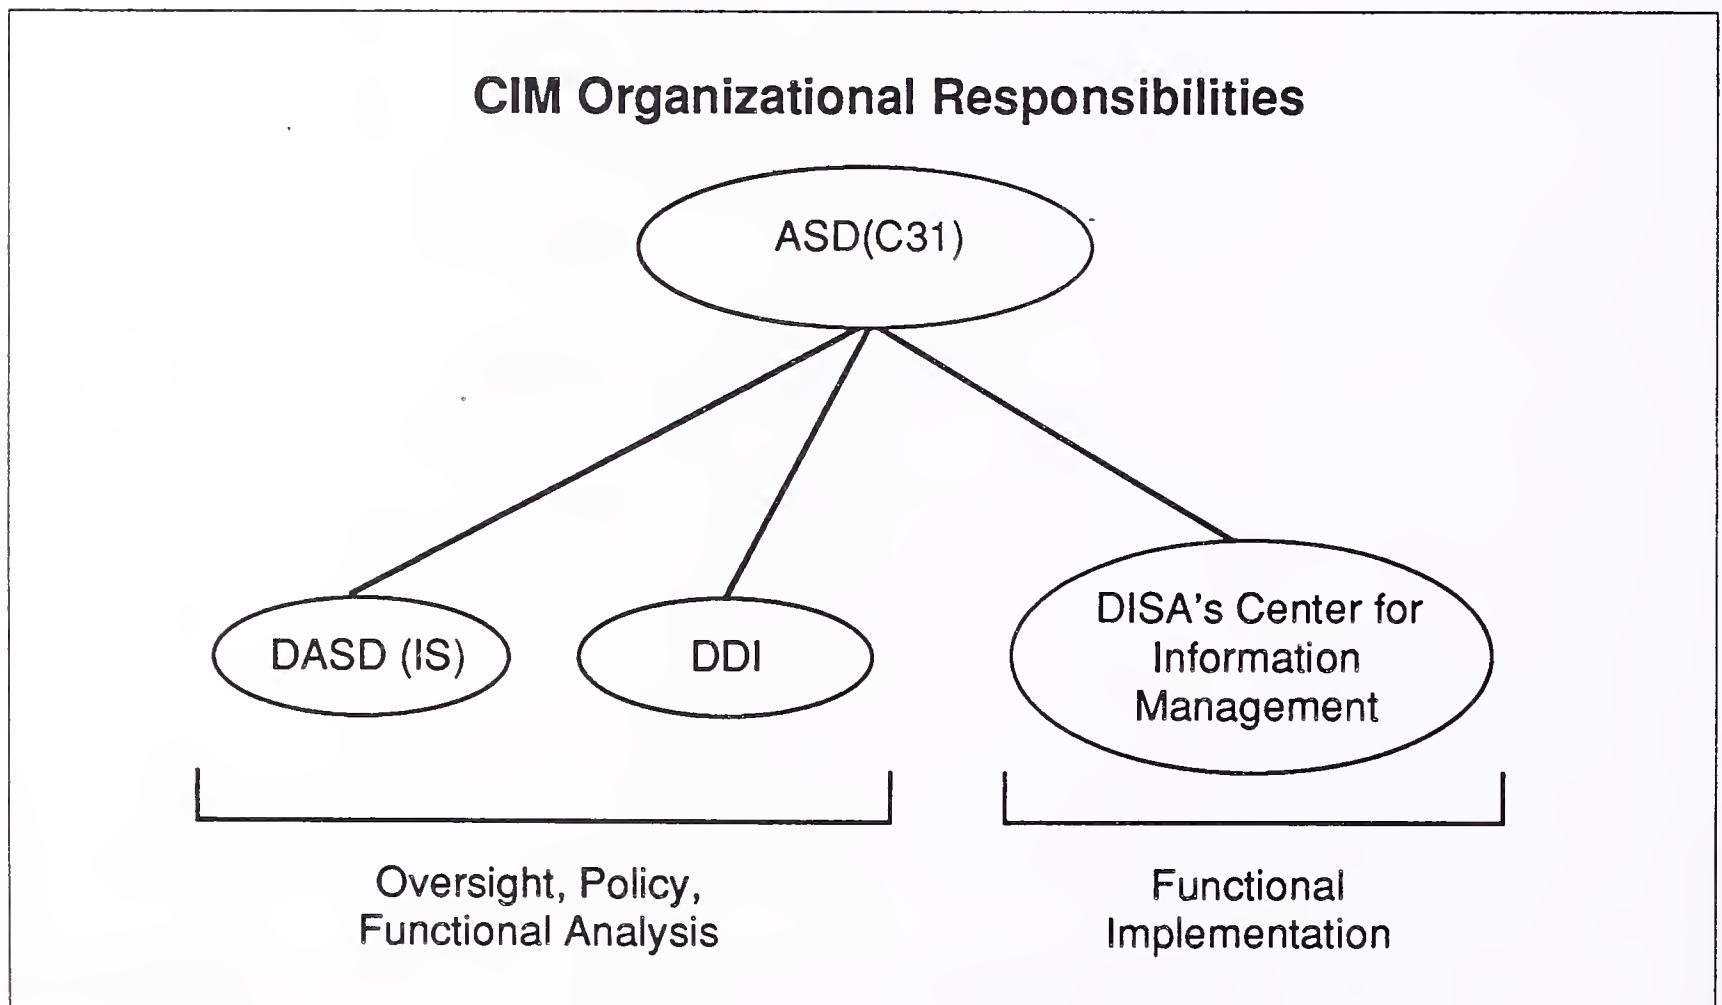 CIM Organizational Responsibilities
ASD(C31)
DASD (IS)
DDI
DISA's Center for
Information
Management
Oversight, Policy,
Functional Analysis
Functional
Implementation